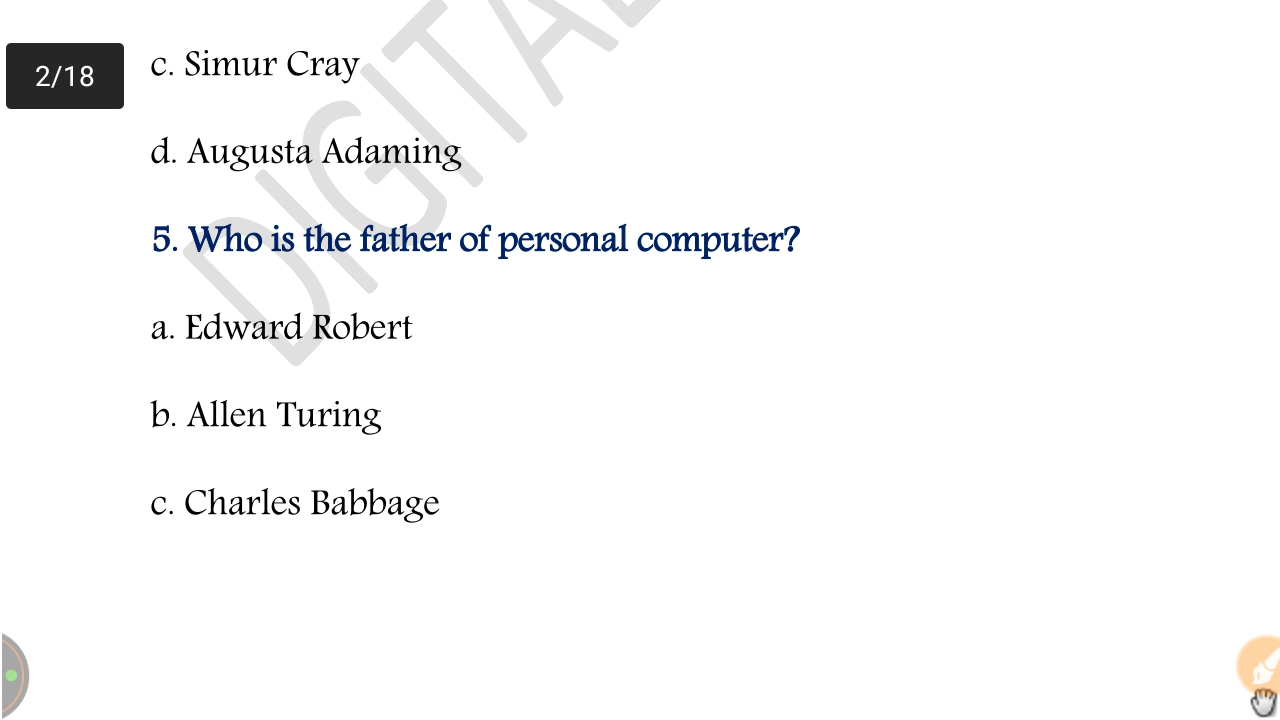 2/18
c. Simur Cray
d. Augusta Adaming
5. Who is the father of personal computer?
a. Edward Robert
b. Allen Turing
c. Charles Babbage
DIGITAL